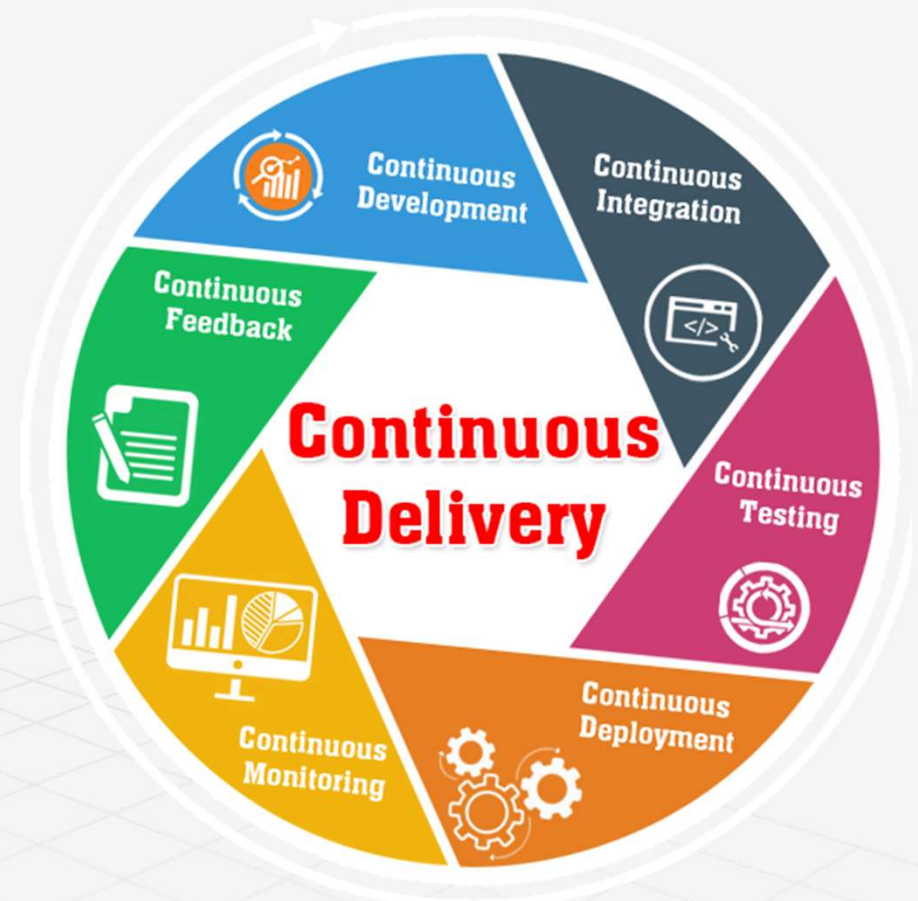 Continuous
Development
Continuous
Integration
Continuous
Feedback
Continuous
Delivery
Continuous
Testing
Continuous
Deployment
Continuous
Monitoring